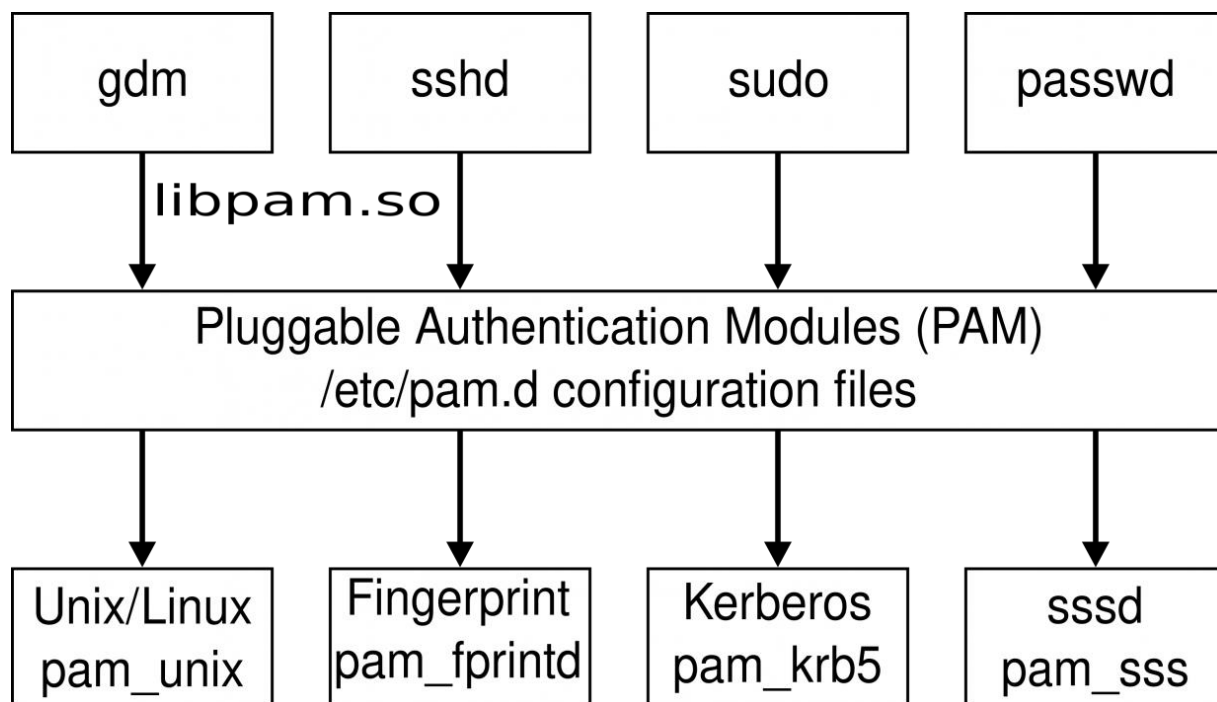 gdm
sshd
sudo
passwd
libpam.so
Pluggable Authentication Modules (PAM)
/etc/pam.d configuration files
Unix/Linux
pam_unix
Fingerprint
pam_fprintd
Kerberos
pam_krb5
sssd
pam_sss